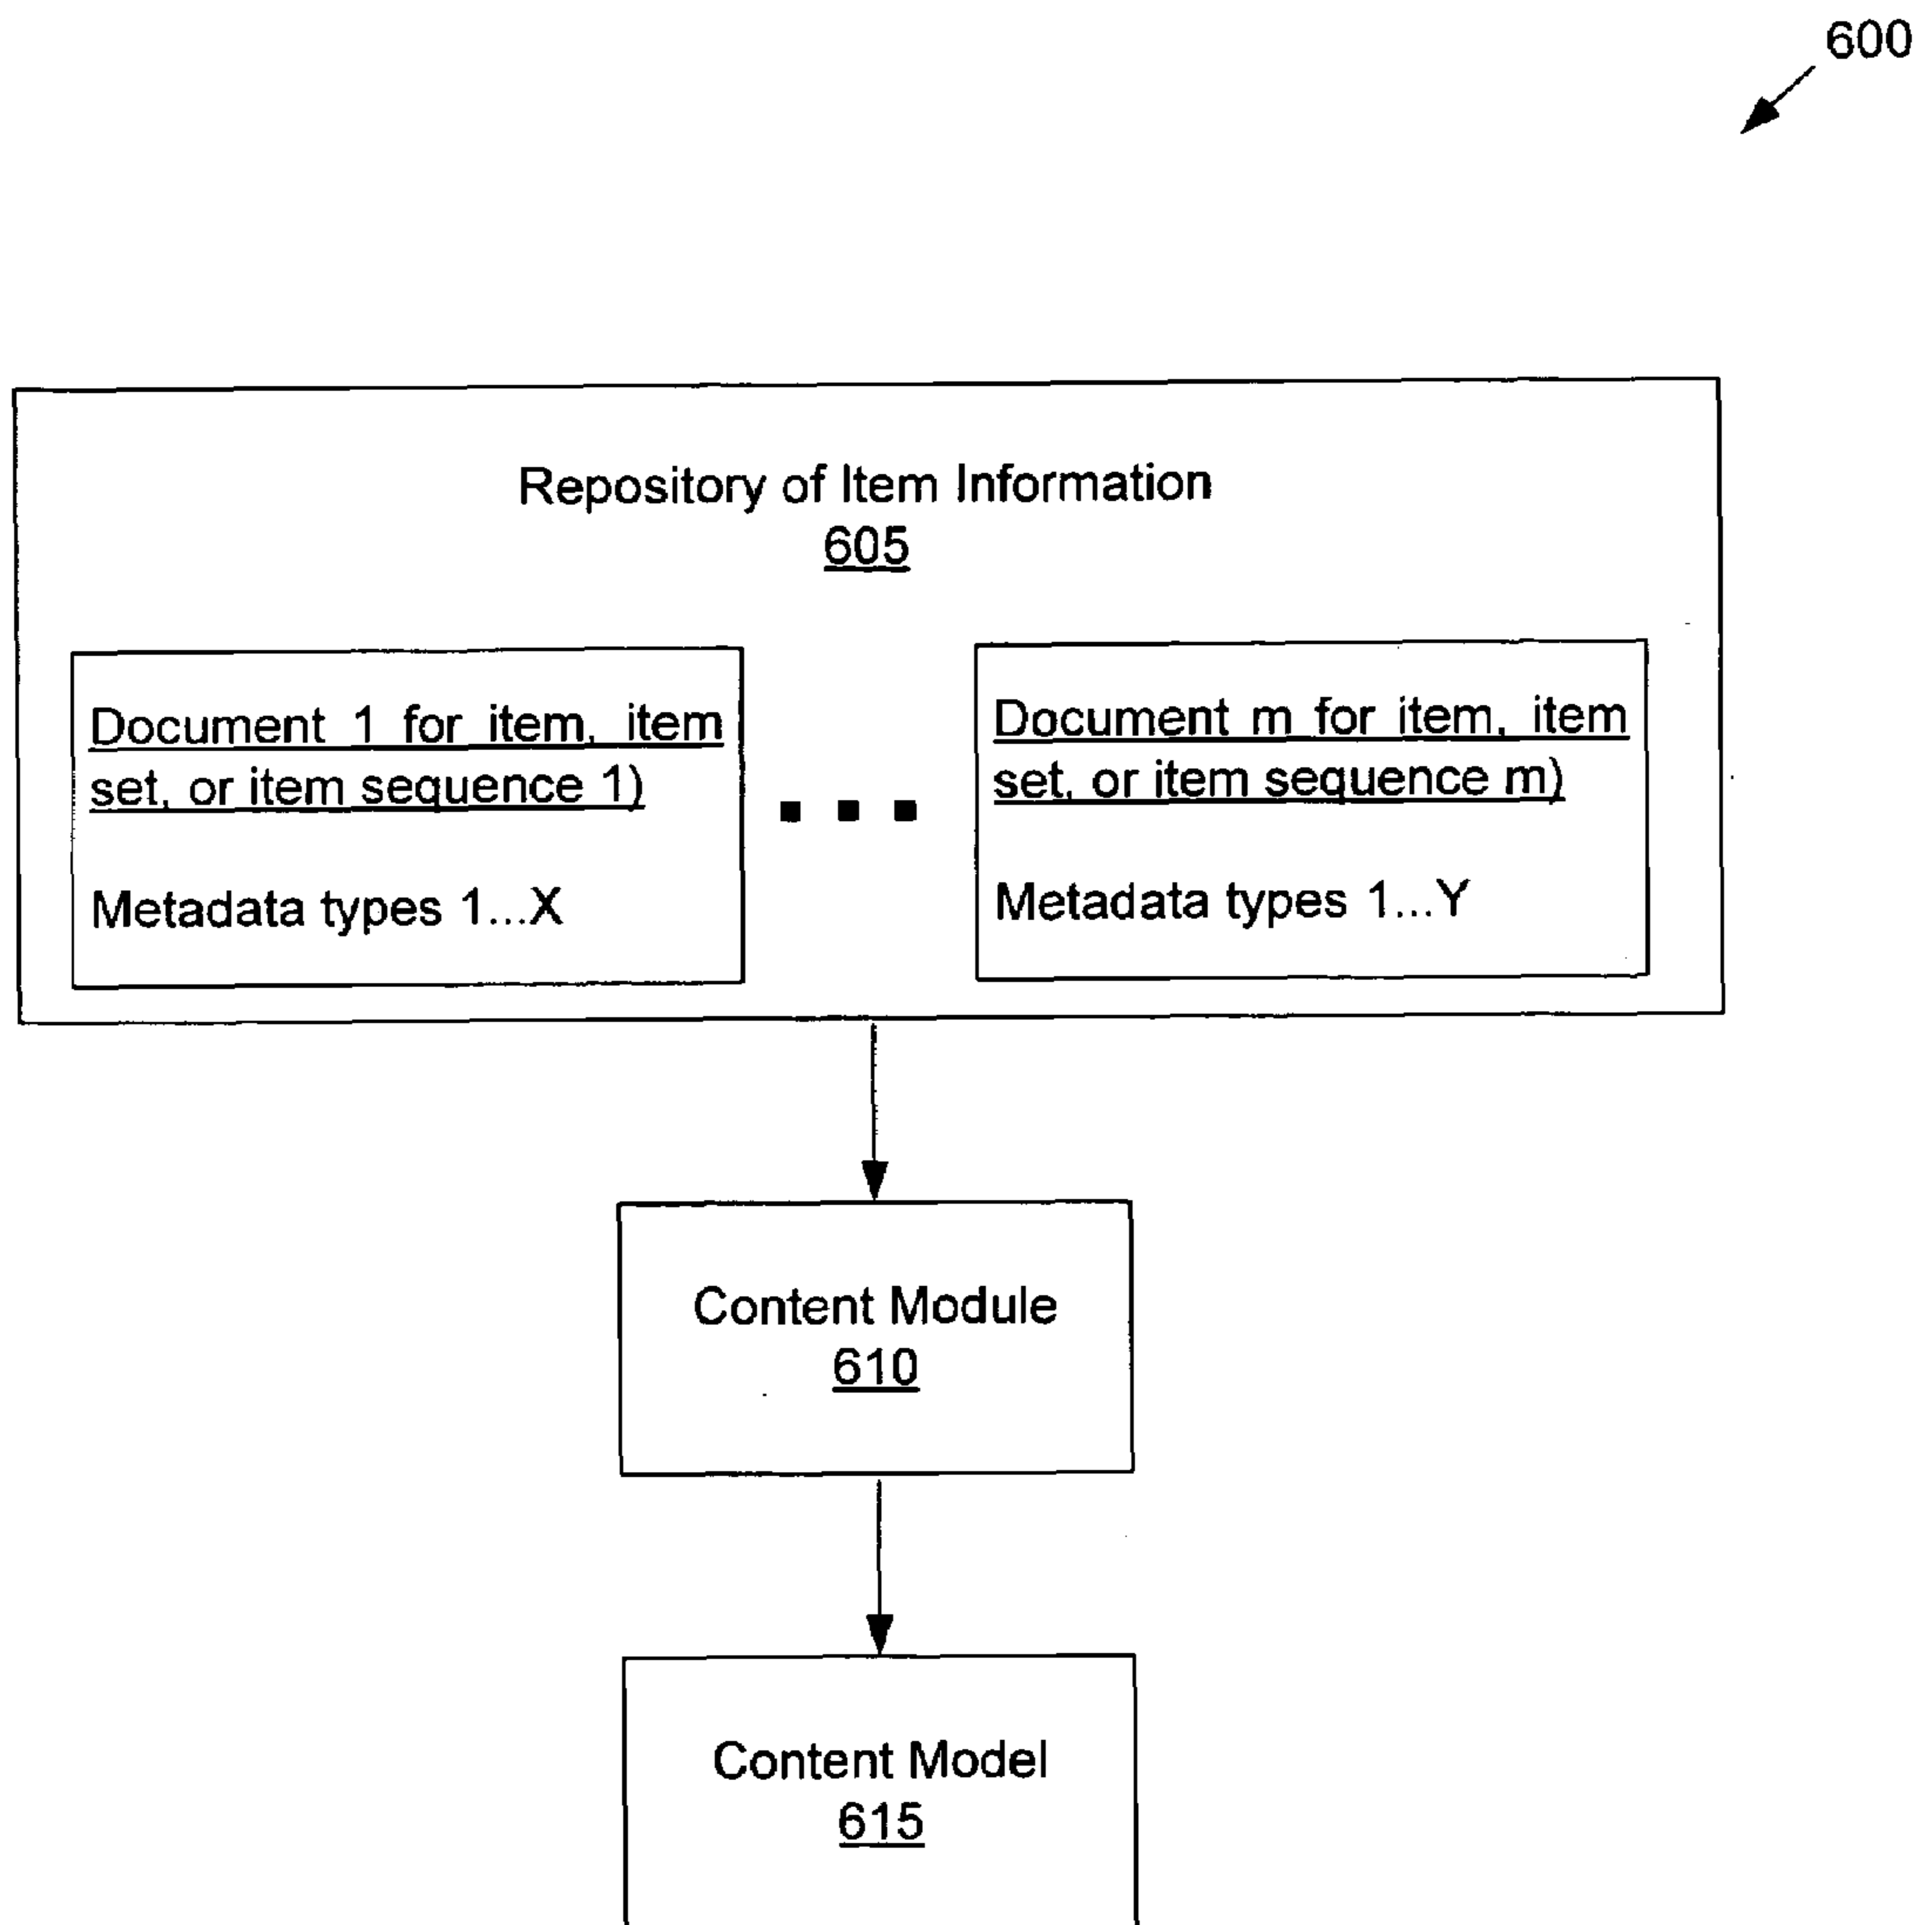 600
Repository of Item Information
605
Document 1 for item, item
set, or item sequence 1)
Metadata types 1...X
Document m for item, item
set, or item sequence m)
Metadata types 1...Y
Content Module
610
Content Model
615